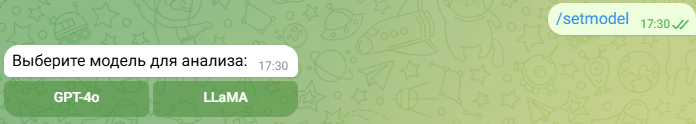 /setmodel 17:30
Выберите модель для анализа: 17:30
GPT-4o LLaMA